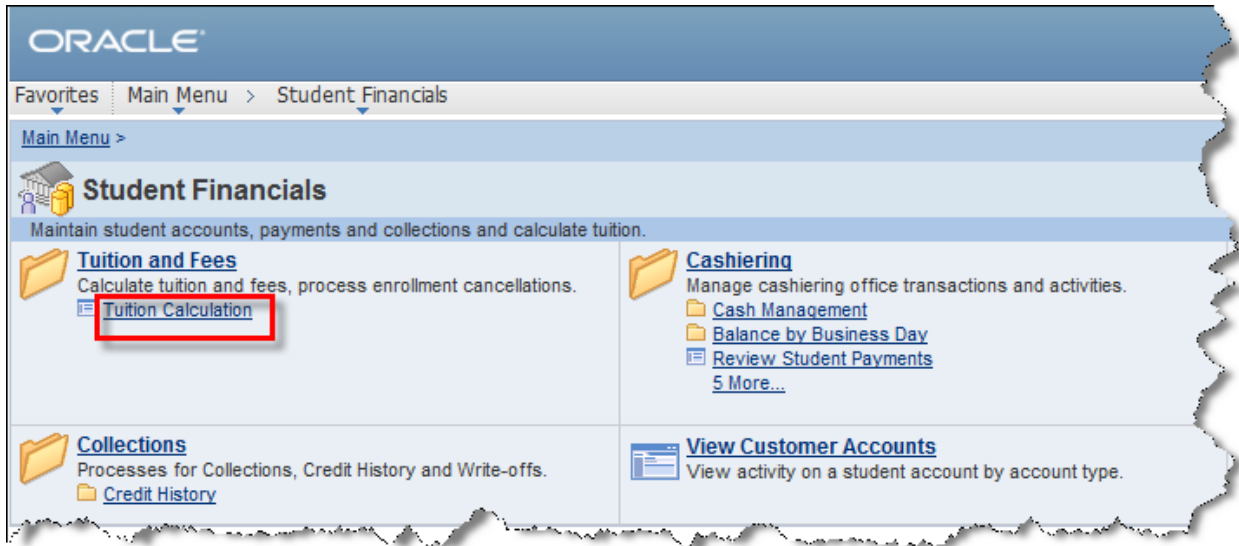 ORACLE
Favorites Main Menu > Student Financials
Main Menu >
Student Financials
Maintain student accounts, payments and collections and calculate tuition.
Tuition and Fees
Calculate tuition and fees, process enrollment cancellations.
Tuition Calculation
Cashiering
Manage cashiering office transactions and activities.
Cash Management
Balance by Business Day
Review Student Payments
5 More...
Collections
Processes for Collections, Credit History and Write-offs.
Credit History
View Customer Accounts
View activity on a student account by account type.